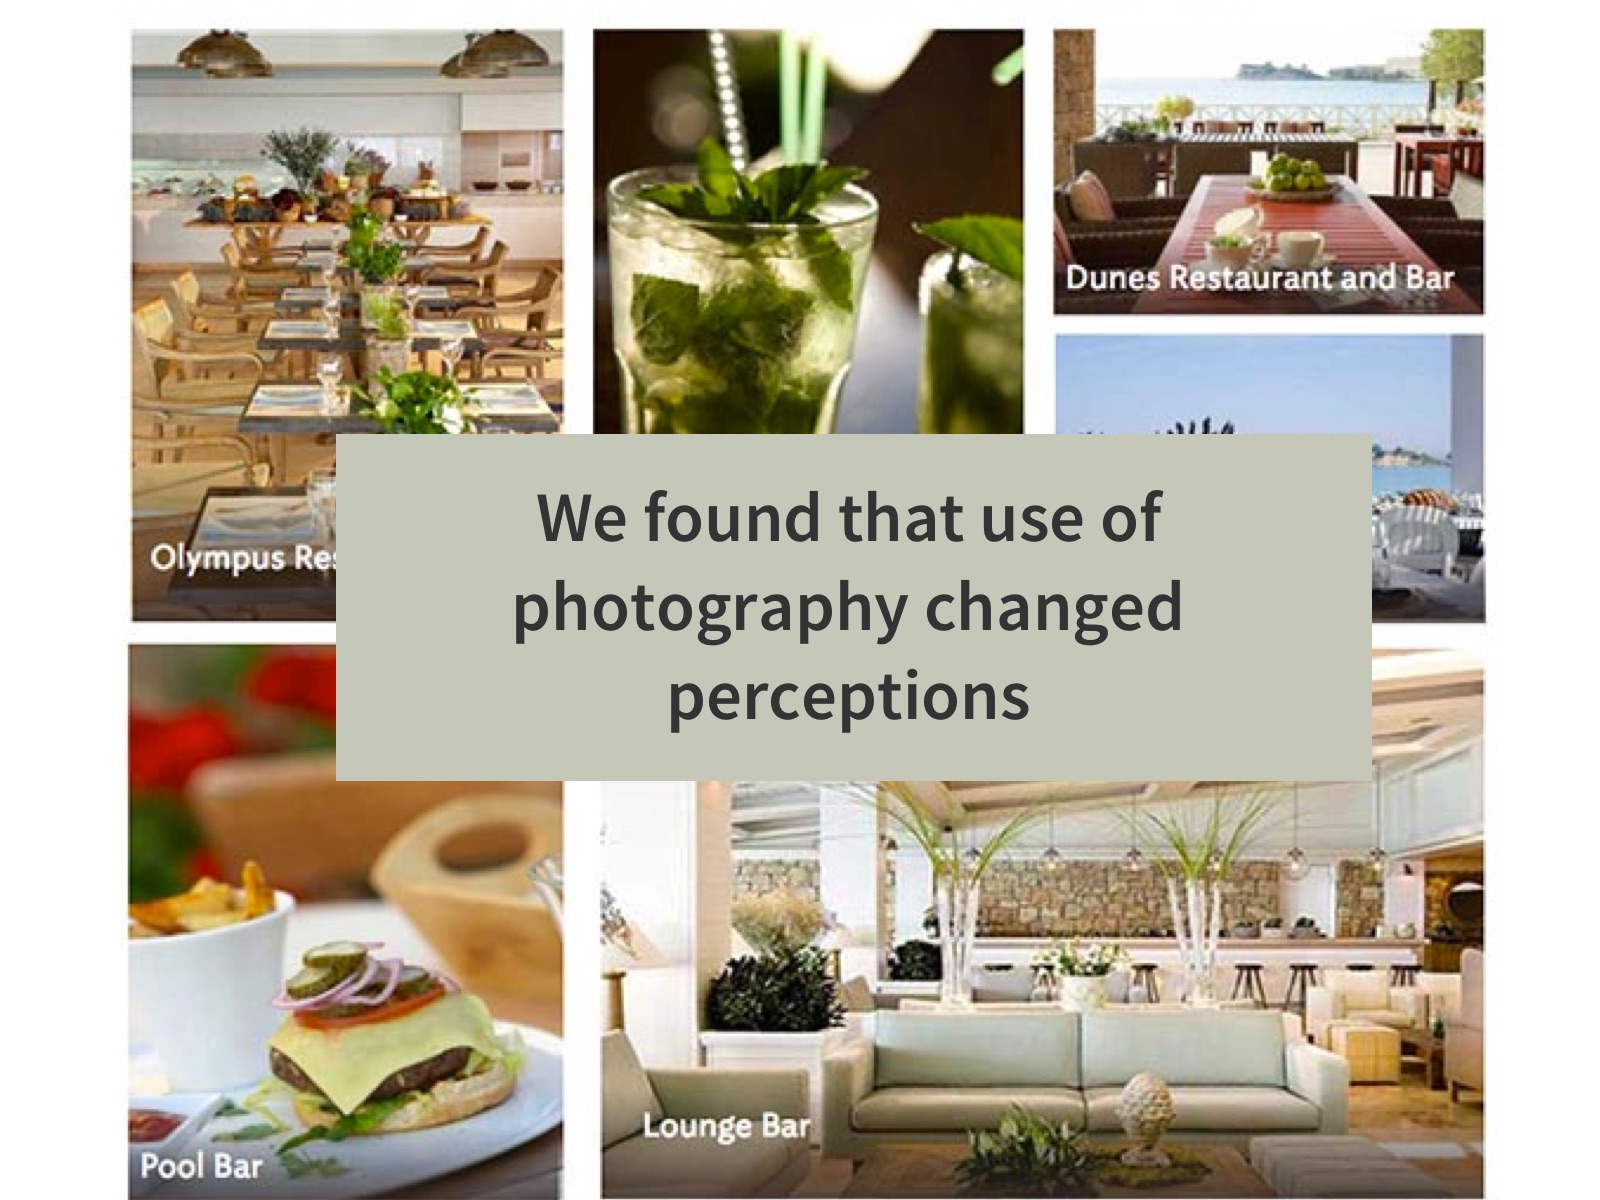 Dunes Restaurant and Bar
Olympus Res
We found that use of
photography changed
perceptions
Lounge Bar
Pool Bar